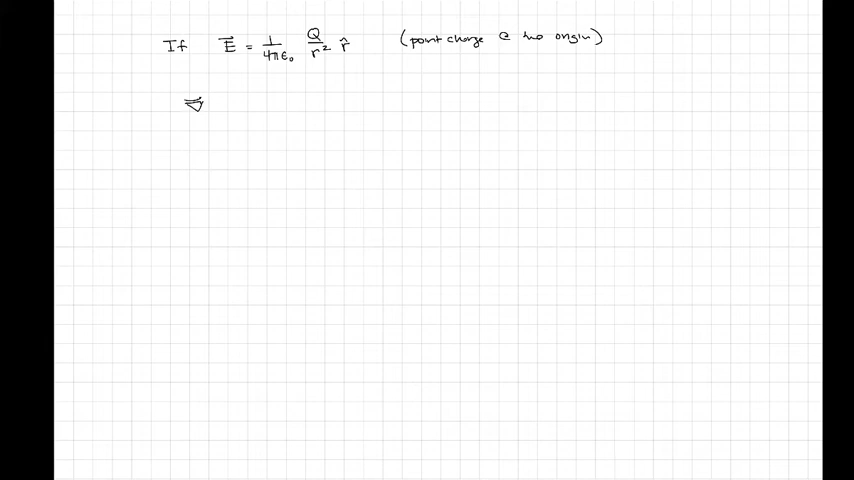 If E⃗ = 1/4πε₀ Q/r² r̂ (point charge @ the origin)
∇⃗